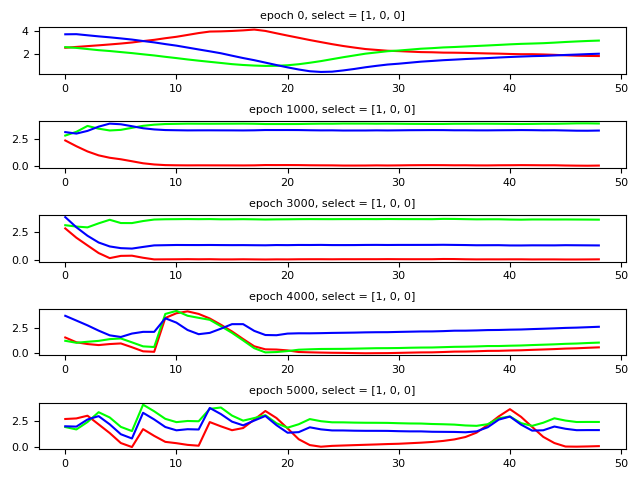 epoch 0, select = [1, 0, 0]
4
2
0 10 20 30 40 50
epoch 1000, select = [1, 0, 0]
2.5
0.0
0 10 20 30 40 50
epoch 3000, select = [1, 0, 0]
2.5
0.0
0 10 20 30 40 50
epoch 4000, select = [1, 0, 0]
2.5
0.0
0 10 20 30 40 50
epoch 5000, select = [1, 0, 0]
2.5
0.0
0 10 20 30 40 50